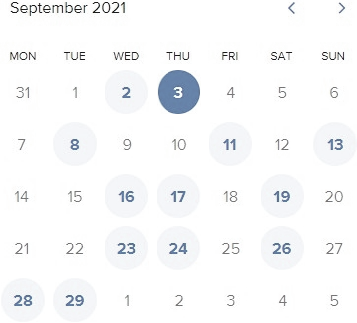 September 2021
MON TUE WED THU FRI SAT SUN
31 1 2 3 4 5 6
7 8 9 10 11 12 13
14 15 16 17 18 19 20
21 22 23 24 25 26 27
28 29 1 2 3 4 5